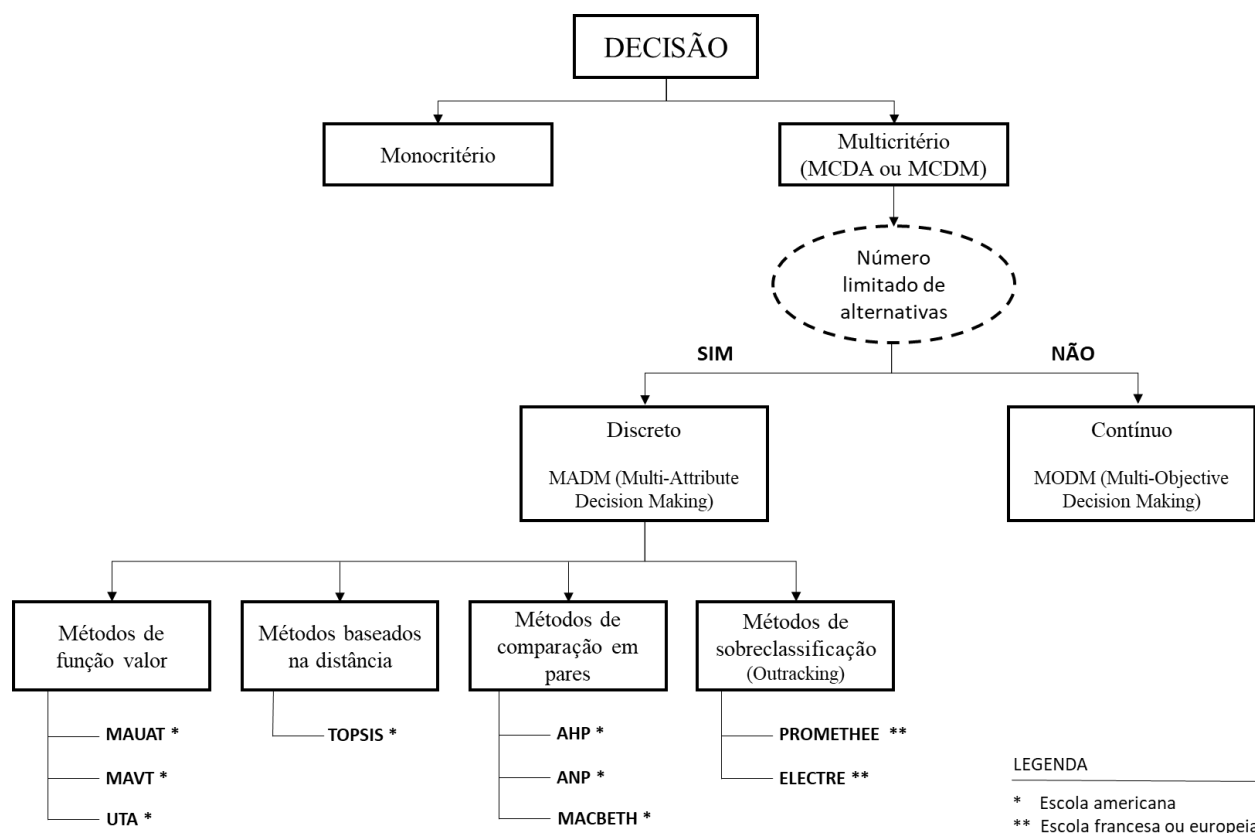 DECISÃO
Monocritério
Multicritério
(MCDA ou MCDM)
Número
limitado de
alternativas
SIM
NÃO
Discreto
MADM (Multi-Attribute
Decision Making)
Contínuo
MODM (Multi-Objective
Decision Making)
Métodos de
função valor
Métodos baseados
na distância
Métodos de
comparação em
pares
Métodos de
sobreclassificação
(Outracking)
MAUAT *
MAVT *
UTA *
TOPSIS *
AHP *
ANP *
MACBETH *
PROMETHEE **
ELECTRE **
LEGENDA
* Escola americana
** Escola francesa ou europeia